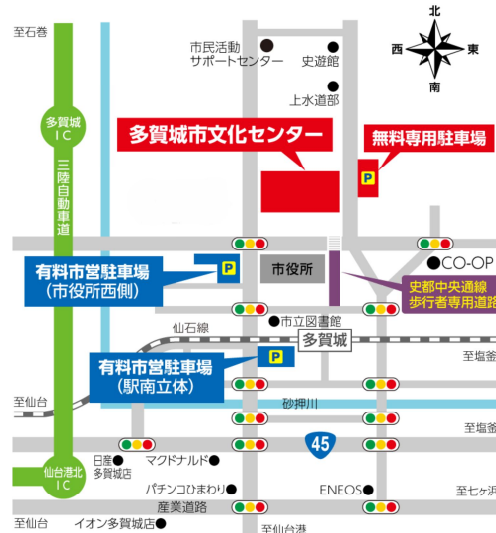 至石巻
北
西
東
南
市民活動
サポートセンター
史遊館
上水道部
多賀城
IC
多賀城市文化センター
無料専用駐車場
P
三陸自動車道
有料市営駐車場
(市役所西側)
P
市役所
CO-OP
史都中央通線
歩行者専用道路
市立図書館
仙石線
多賀城
有料市営駐車場
(駅南立体)
P
至塩釜
至仙台
砂押川
至塩釜
45
仙台港北
IC
日産
多賀城店
マクドナルド
パチンコひまわり
ENEOS
至七ヶ浜
産業道路
至仙台
イオン多賀城店
至仙台港